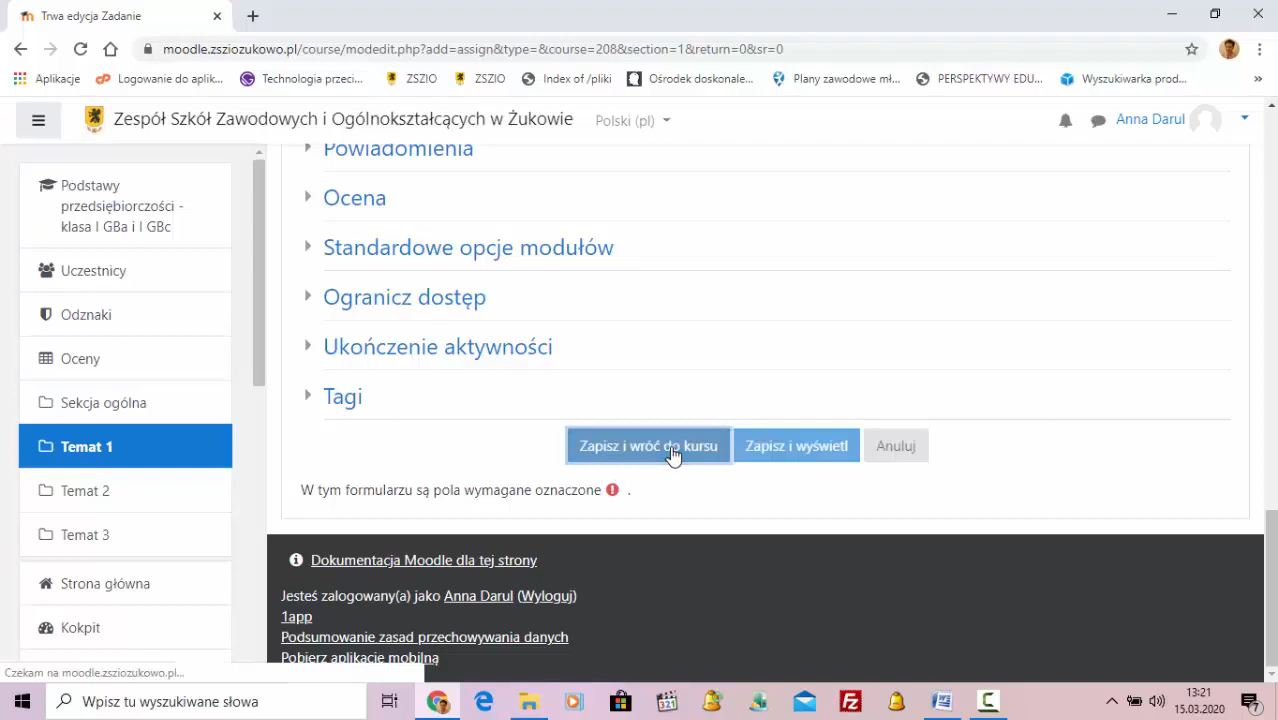 Trwa edycja Zadanie
moodle.zsziozukowo.pl/course/modedit.php?add=assign&type=&course=208&section=1&return=0&sr=0
Aplikacje
Logowanie do aplik...
Technologia przeci...
ZSZIO
ZSZIO
Index of /pliki
Ośrodek doskonale...
Plany zawodowe mł...
PERSPEKTYWY EDU...
Wyszukiwarka prod...
»
Zespół Szkół Zawodowych i Ogólnokształcących w Żukowie
Polski (pl)
Anna Darul
Podstawy
przedsiębiorczości -
klasa I GBa i I GBc
Uczestnicy
Odznaki
Oceny
Sekcja ogólna
Temat 1
Temat 2
Temat 3
Strona główna
Kokpit
Powiadomienia
Ocena
Standardowe opcje modułów
Ogranicz dostęp
Ukończenie aktywności
Tagi
Zapisz i wróć do kursu
Zapisz i wyświetl
Anuluj
W tym formularzu są pola wymagane oznaczone .
Dokumentacja Moodle dla tej strony
Jesteś zalogowany(a) jako Anna Darul (Wyloguj)
1app
Podsumowanie zasad przechowywania danych
Pobierz aplikację mobilną
Czekam na moodle.zsziozukowo.pl...
Wpisz tu wyszukiwane słowa
321
13:21
15.03.2020
7